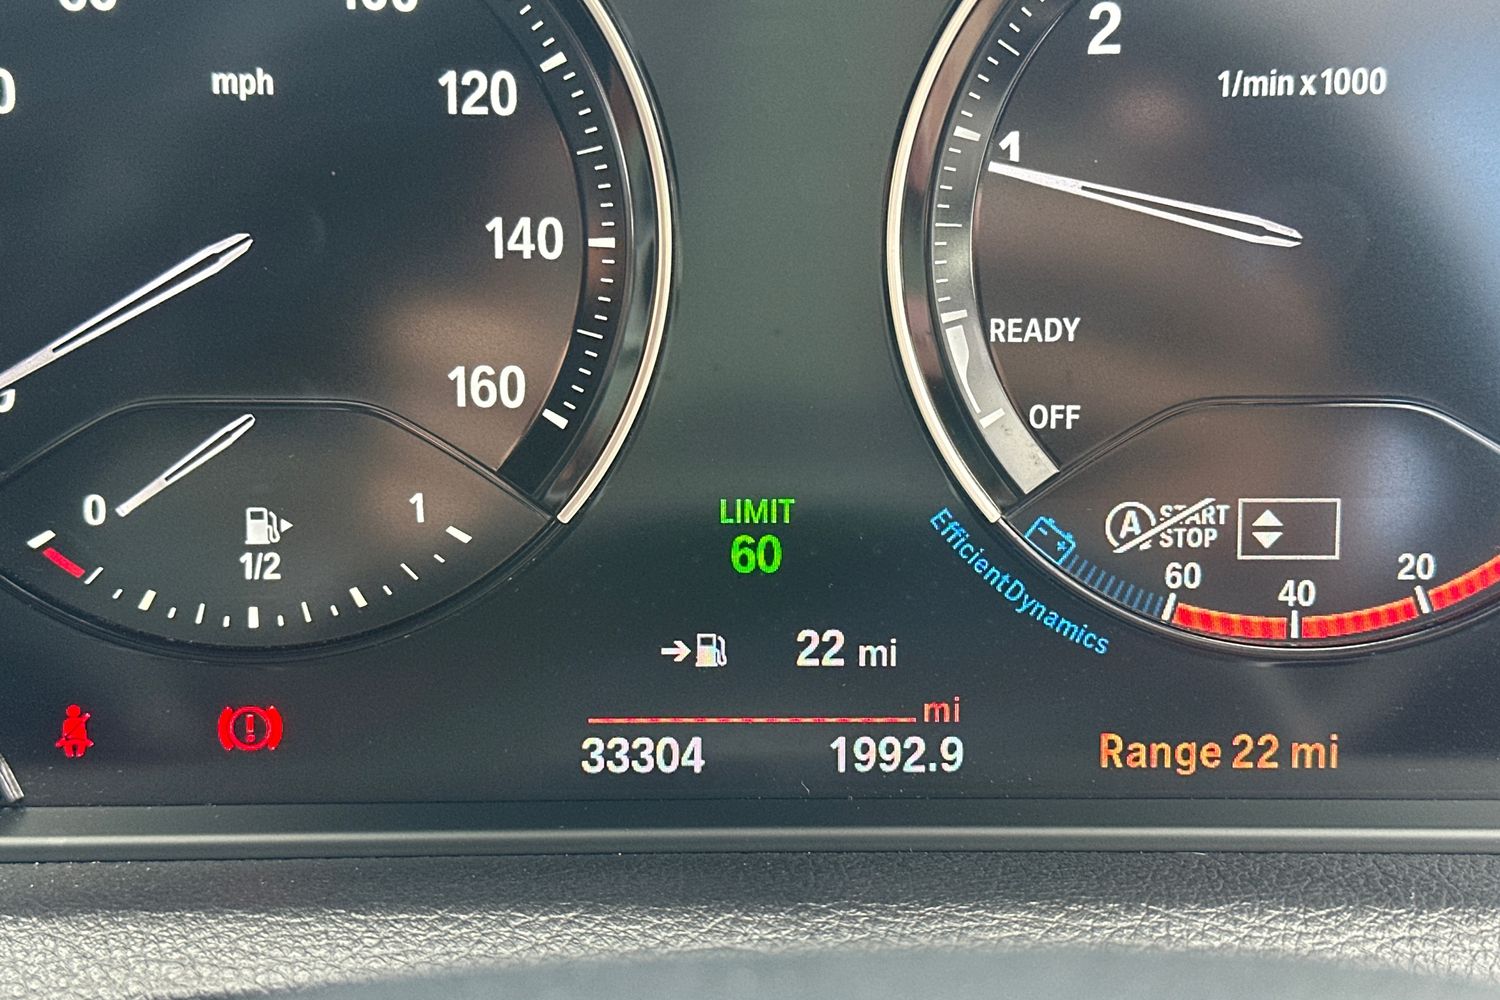 mph
120
140
160
0
1
1/2
LIMIT
60
22 mi
mi
33304 1992.9
2
1/min x 1000
1
READY
OFF
EfficientDynamics
A START
STOP
60
40
20
Range 22 mi